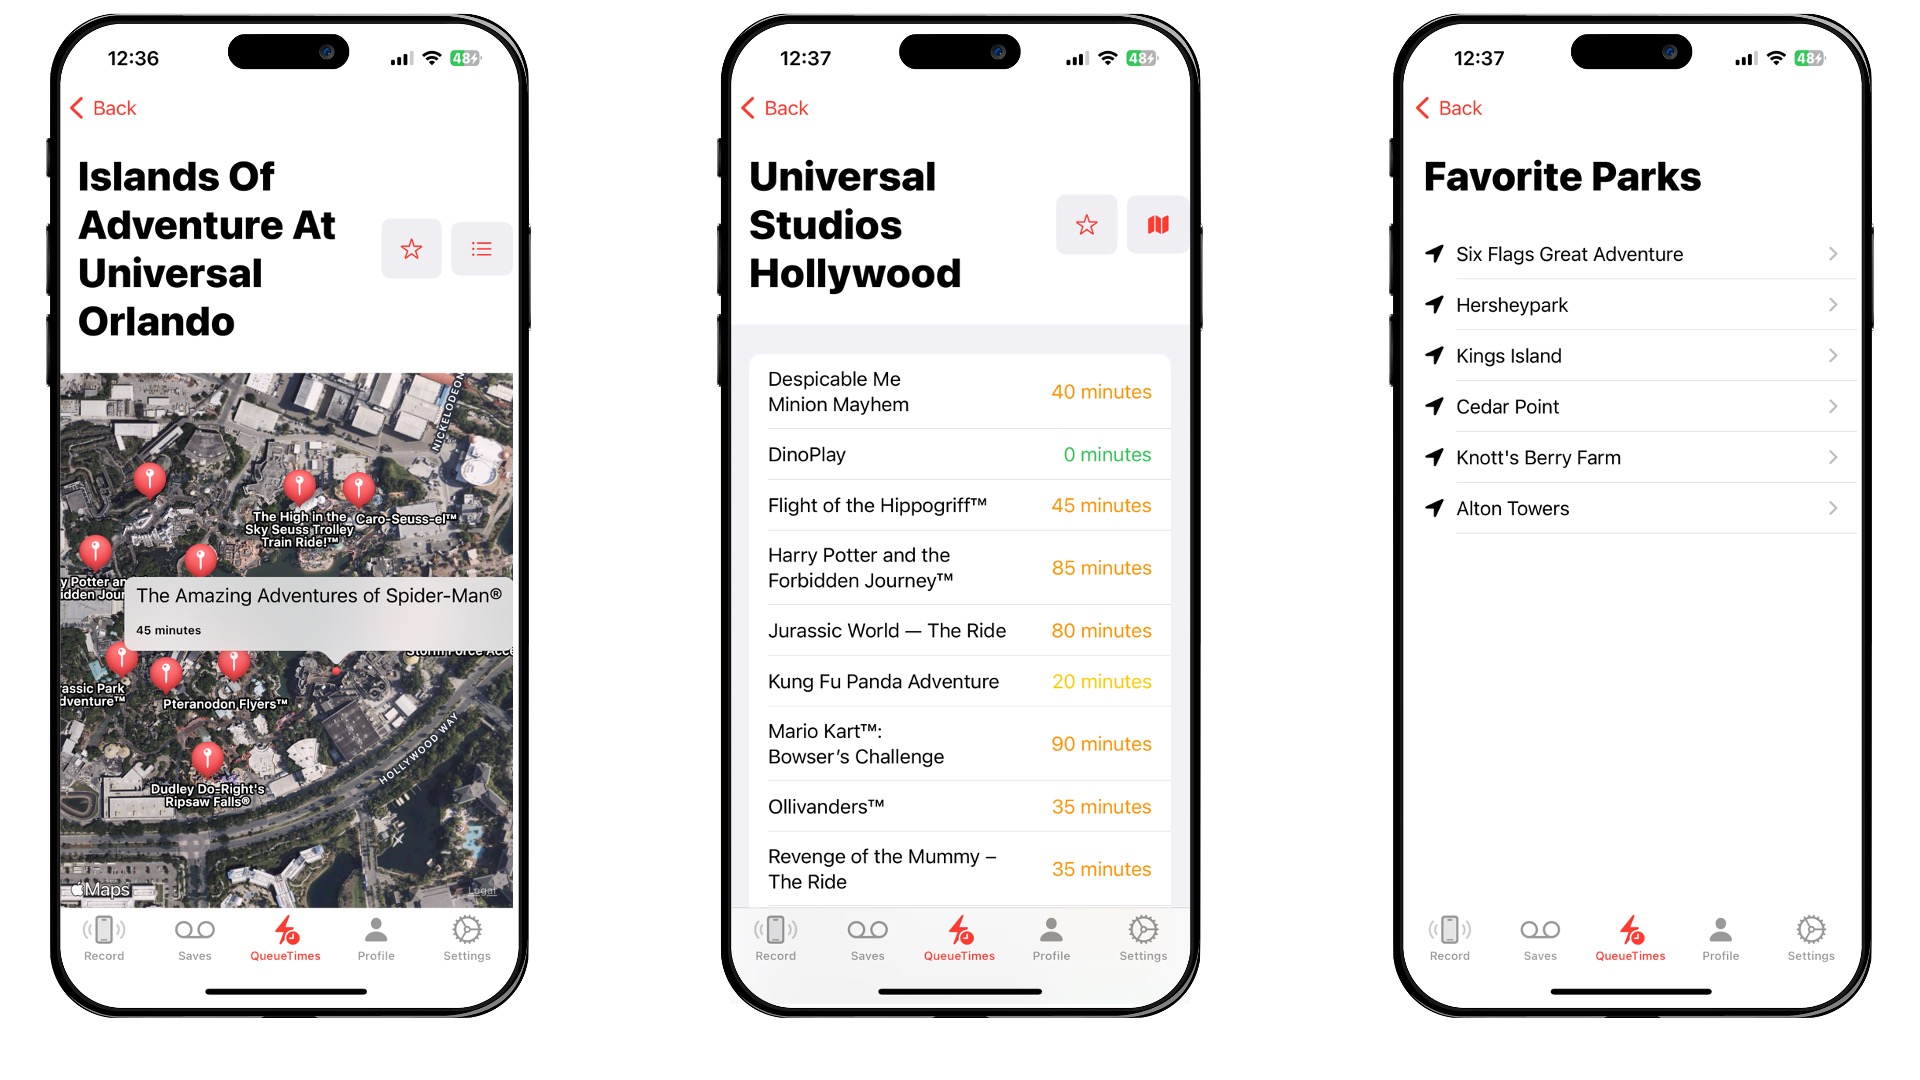 12:36
48
Back
Islands Of
Adventure At
Universal
Orlando
NICKELODEON
The High in the
Sky Seuss Trolley
Train Ride!™
Caro-Seuss-el™
y Potter an
idden Jour
The Amazing Adventures of Spider-Man®
45 minutes
Storm Force Acce
rassic Park
dventure™
Pteranodon Flyers™
HOLLYWOOD WAY
Dudley Do-Right's
Ripsaw Falls®
Maps
Legal
Record
Saves
QueueTimes
Profile
Settings
12:37
48
Back
Universal
Studios
Hollywood
Despicable Me
Minion Mayhem
40 minutes
DinoPlay
0 minutes
Flight of the Hippogriff™
45 minutes
Harry Potter and the
Forbidden Journey™
85 minutes
Jurassic World — The Ride
80 minutes
Kung Fu Panda Adventure
20 minutes
Mario Kart™:
Bowser’s Challenge
90 minutes
Ollivanders™
35 minutes
Revenge of the Mummy –
The Ride
35 minutes
Record
Saves
QueueTimes
Profile
Settings
12:37
48
Back
Favorite Parks
Six Flags Great Adventure
Hersheypark
Kings Island
Cedar Point
Knott's Berry Farm
Alton Towers
Record
Saves
QueueTimes
Profile
Settings